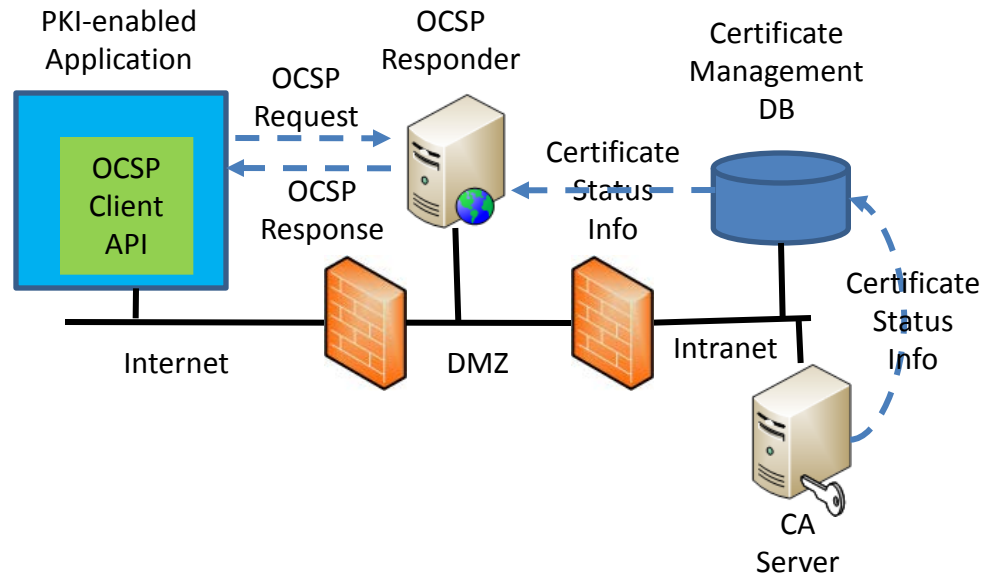 PKI-enabled
Application
OCSP
Responder
Certificate
Management
DB
OCSP
Request
OCSP
Client
API
OCSP
Response
Certificate
Status
Info
Certificate
Status
Info
Internet
DMZ
Intranet
CA
Server